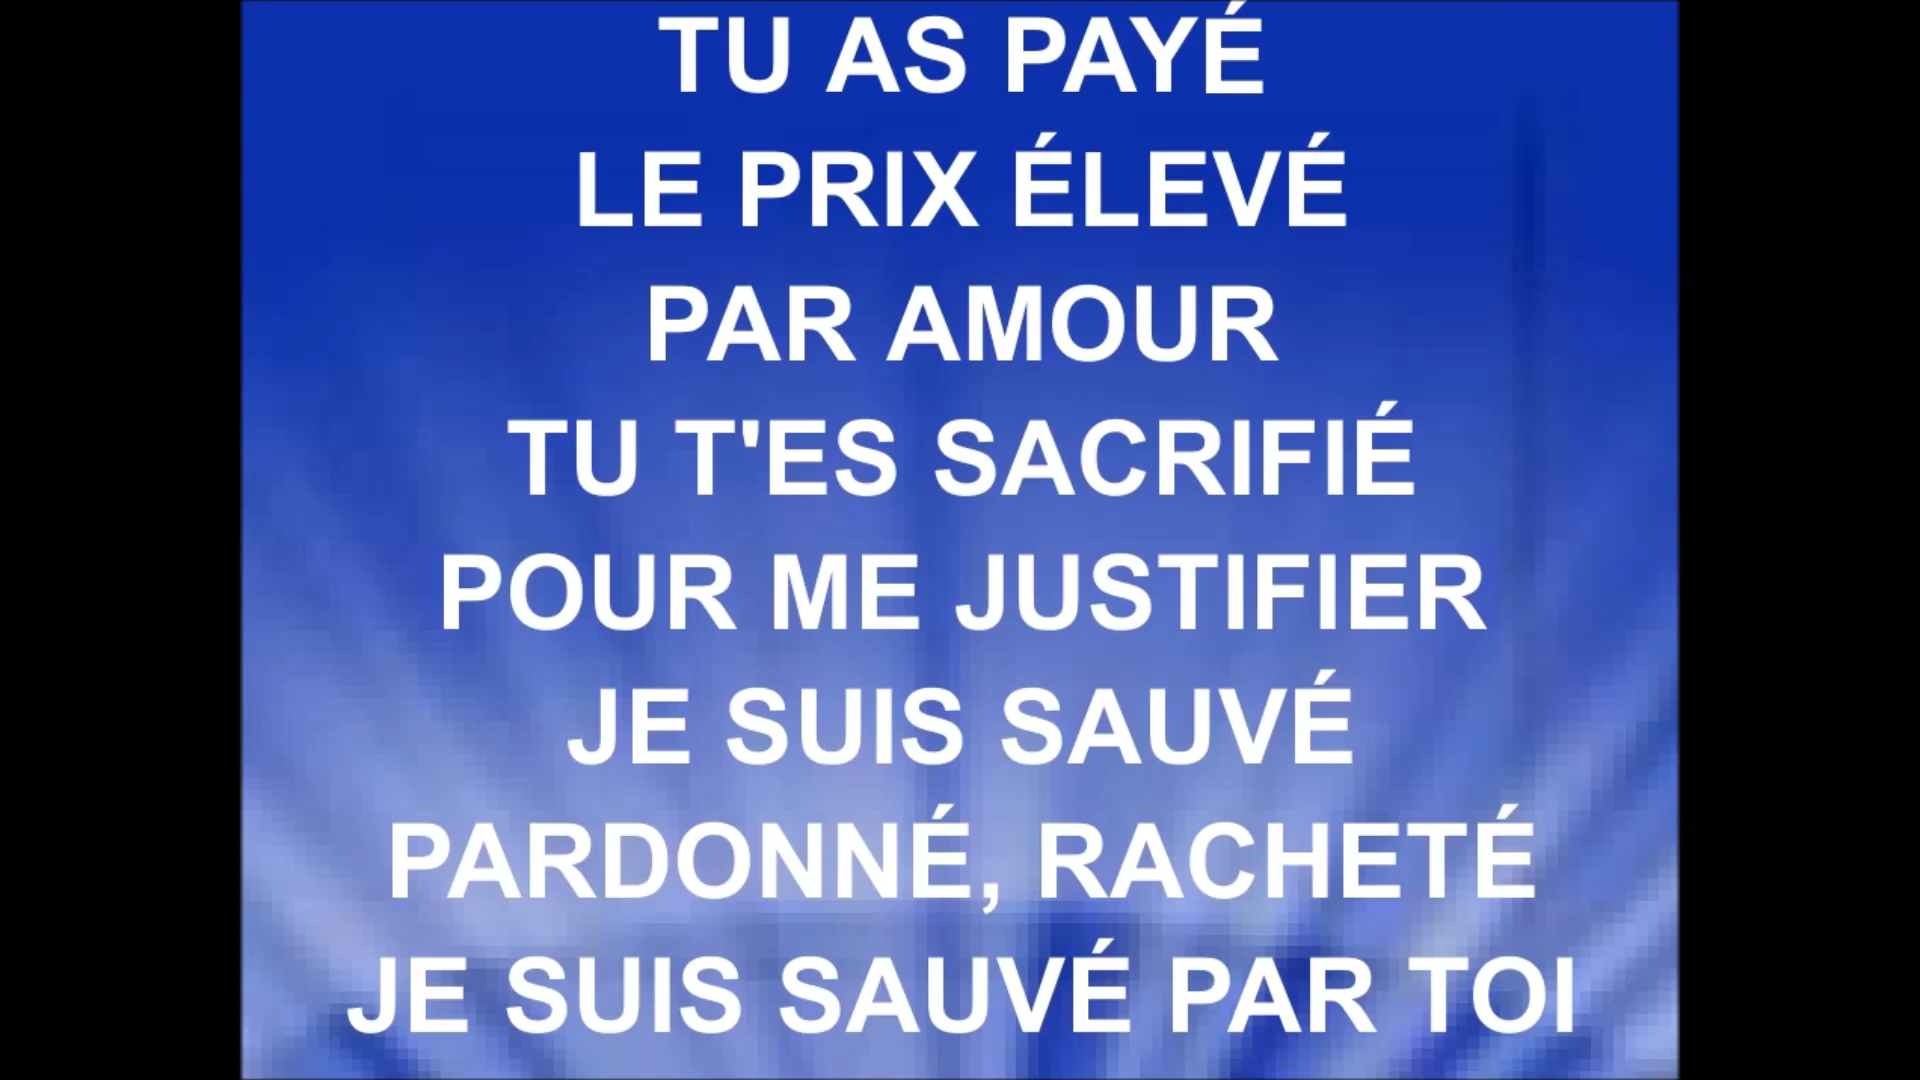 TU AS PAYÉ
LE PRIX ÉLEVÉ
PAR AMOUR
TU T'ES SACRIFIÉ
POUR ME JUSTIFIER
JE SUIS SAUVÉ
PARDONNÉ, RACHETÉ
JE SUIS SAUVÉ PAR TOI